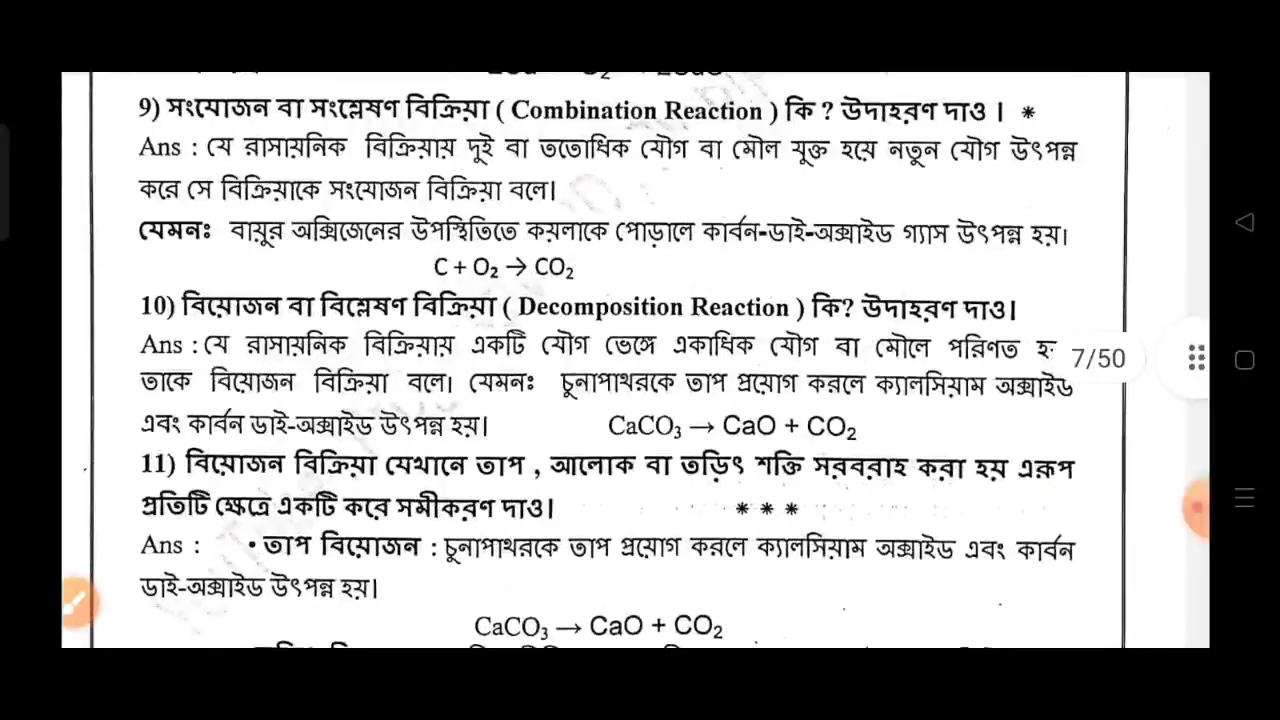 9) সংযোজন বা সংশ্লেষণ বিক্রিয়া ( Combination Reaction ) কি ? উদাহরণ দাও । *
Ans : যে রাসায়নিক বিক্রিয়ায় দুই বা ততোধিক যৌগ বা মৌল যুক্ত হয়ে নতুন যৌগ উৎপন্ন
করে সে বিক্রিয়াকে সংযোজন বিক্রিয়া বলে।
যেমনঃ বায়ুর অক্সিজেনের উপস্থিতিতে কয়লাকে পোড়ালে কার্বন-ডাই-অক্সাইড গ্যাস উৎপন্ন হয়।
C + O₂ → CO₂
10) বিয়োজন বা বিশ্লেষণ বিক্রিয়া ( Decomposition Reaction ) কি? উদাহরণ দাও।
Ans : যে রাসায়নিক বিক্রিয়ায় একটি যৌগ ভেঙ্গে একাধিক যৌগ বা মৌলে পরিণত
7/50
তাকে বিয়োজন বিক্রিয়া বলে। যেমনঃ চুনাপাথরকে তাপ প্রয়োগ করলে ক্যালসিয়াম অক্সাইড
এবং কার্বন ডাই-অক্সাইড উৎপন্ন হয়। CaCO₃ → CaO + CO₂
11) বিয়োজন বিক্রিয়া যেখানে তাপ , আলোক বা তড়িৎ শক্তি সরবরাহ করা হয় এরূপ
প্রতিটি ক্ষেত্রে একটি করে সমীকরণ দাও। * * *
Ans : • তাপ বিয়োজন : চুনাপাথরকে তাপ প্রয়োগ করলে ক্যালসিয়াম অক্সাইড এবং কার্বন
ডাই-অক্সাইড উৎপন্ন হয়।
CaCO₃ → CaO + CO₂